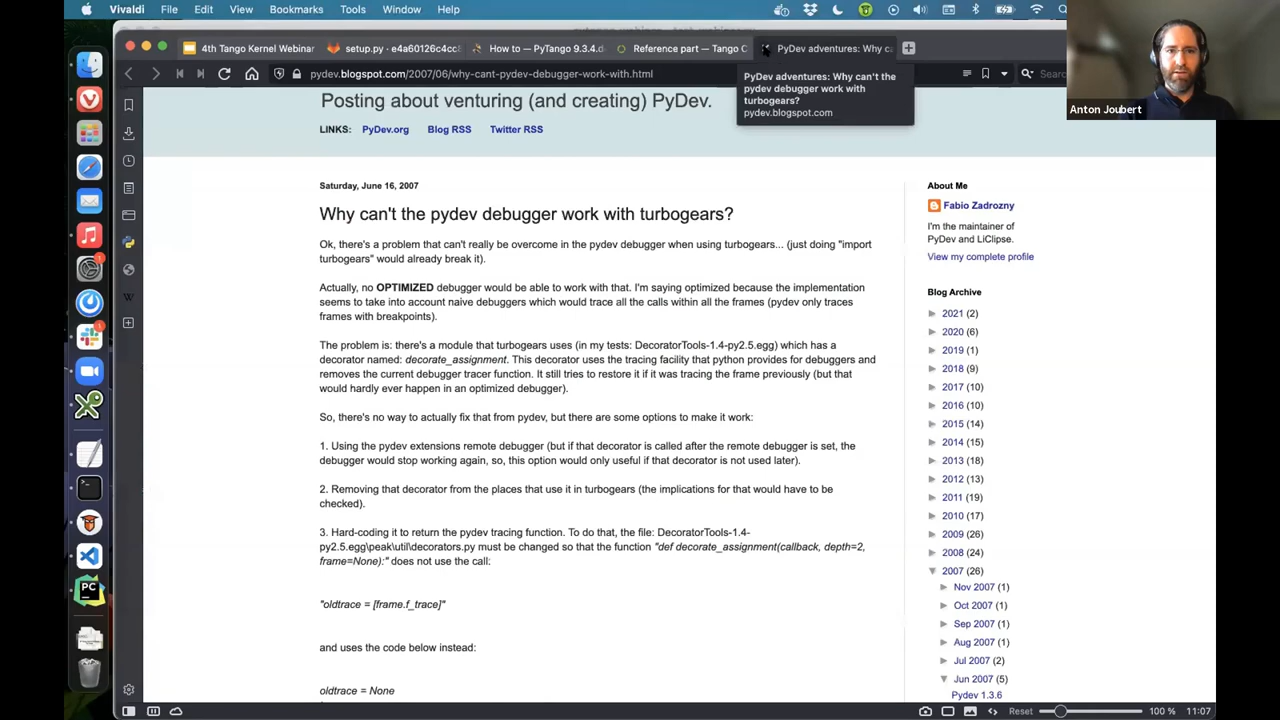 Vivaldi File Edit View Bookmarks Tools Window Help
pytango-webinar
4th Tango Kernel Webinar
setup.py · e4a60126c4cc8
How to — PyTango 9.3.4.d
Reference part — Tango C
PyDev adventures: Why ca
pydev.blogspot.com/2007/06/why-cant-pydev-debugger-work-with.html
PyDev adventures: Why can't the
pydev debugger work with
turbogears?
pydev.blogspot.com
Anton Joubert
Posting about venturing (and creating) PyDev.
LINKS: PyDev.org Blog RSS Twitter RSS
Saturday, June 16, 2007
Why can't the pydev debugger work with turbogears?
Ok, there's a problem that can't really be overcome in the pydev debugger when using turbogears... (just doing "import
turbogears" would already break it).
Actually, no OPTIMIZED debugger would be able to work with that. I'm saying optimized because the implementation
seems to take into account naive debuggers which would trace all the calls within all the frames (pydev only traces
frames with breakpoints).
The problem is: there's a module that turbogears uses (in my tests: DecoratorTools-1.4-py2.5.egg) which has a
decorator named: decorate_assignment. This decorator uses the tracing facility that python provides for debuggers and
removes the current debugger tracer function. It still tries to restore it if it was tracing the frame previously (but that
would hardly ever happen in an optimized debugger).
So, there's no way to actually fix that from pydev, but there are some options to make it work:
1. Using the pydev extensions remote debugger (but if that decorator is called after the remote debugger is set, the
debugger would stop working again, so, this option would only useful if that decorator is not used later).
2. Removing that decorator from the places that use it in turbogears (the implications for that would have to be
checked).
3. Hard-coding it to return the pydev tracing function. To do that, the file: DecoratorTools-1.4-
py2.5.egg\peak\util\decorators.py must be changed so that the function "def decorate_assignment(callback, depth=2,
frame=None):" does not use the call:
"oldtrace = [frame.f_trace]"
and uses the code below instead:
oldtrace = None
About Me
Fabio Zadrozny
I'm the maintainer of
PyDev and LiClipse.
View my complete profile
Blog Archive
► 2021 (2)
► 2020 (6)
► 2019 (1)
► 2018 (9)
► 2017 (10)
► 2016 (10)
► 2015 (14)
► 2014 (15)
► 2013 (18)
► 2012 (13)
► 2011 (19)
► 2010 (17)
► 2009 (26)
► 2008 (24)
▼ 2007 (26)
► Nov 2007 (1)
► Oct 2007 (1)
► Sep 2007 (1)
► Aug 2007 (1)
► Jul 2007 (2)
▼ Jun 2007 (5)
Pydev 1.3.6
Reset 100 % 11:07